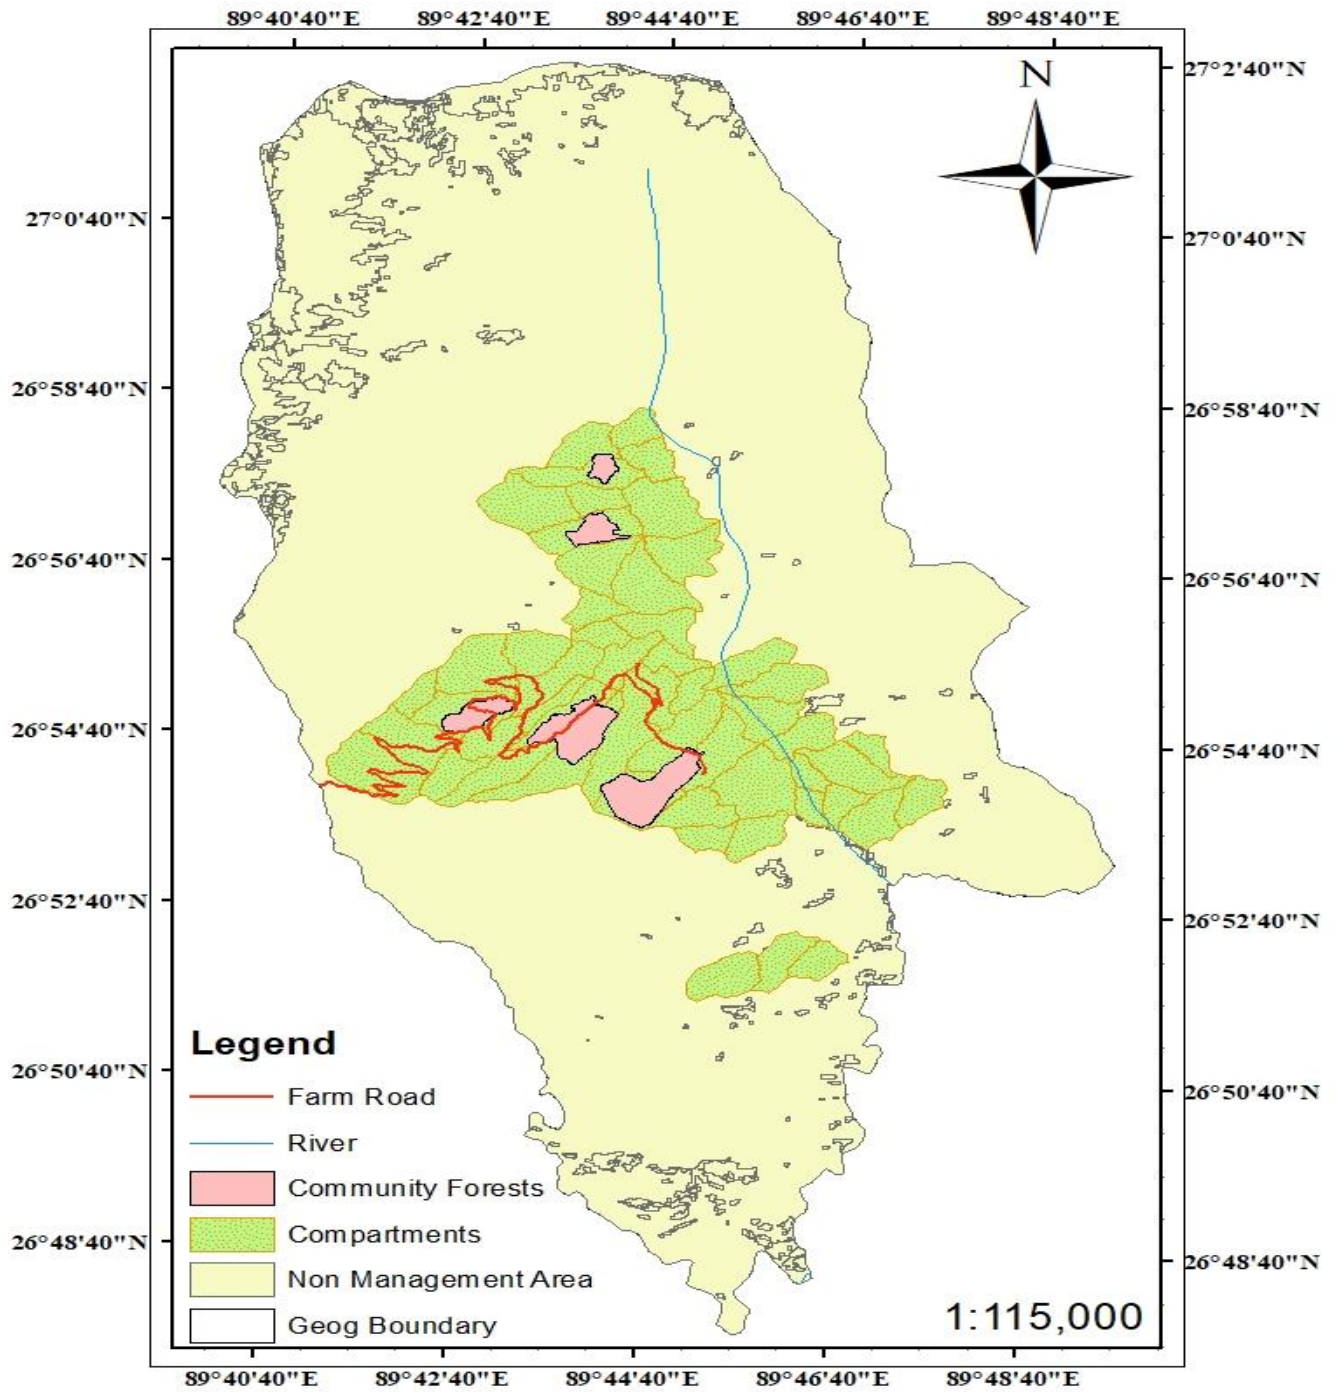 89°40'40"E 89°42'40"E 89°44'40"E 89°46'40"E 89°48'40"E
27°2'40"N
N
27°0'40"N
27°0'40"N
26°58'40"N
26°58'40"N
26°56'40"N
26°56'40"N
26°54'40"N
26°54'40"N
26°52'40"N
26°52'40"N
Legend
26°50'40"N
Farm Road
26°50'40"N
River
Community Forests
Compartments
26°48'40"N
26°48'40"N
Non Management Area
Geog Boundary
1:115,000
89°40'40"E 89°42'40"E 89°44'40"E 89°46'40"E 89°48'40"E